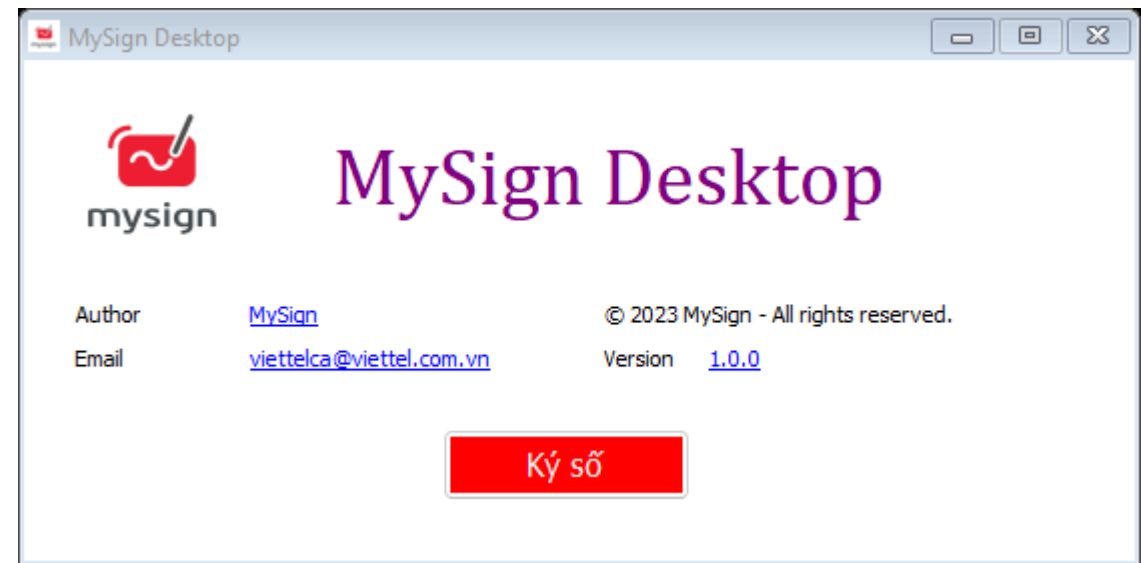 MySign Desktop
mysign
MySign Desktop
Author MySign © 2023 MySign - All rights reserved.
Email viettelca@viettel.com.vn Version 1.0.0
Ký số